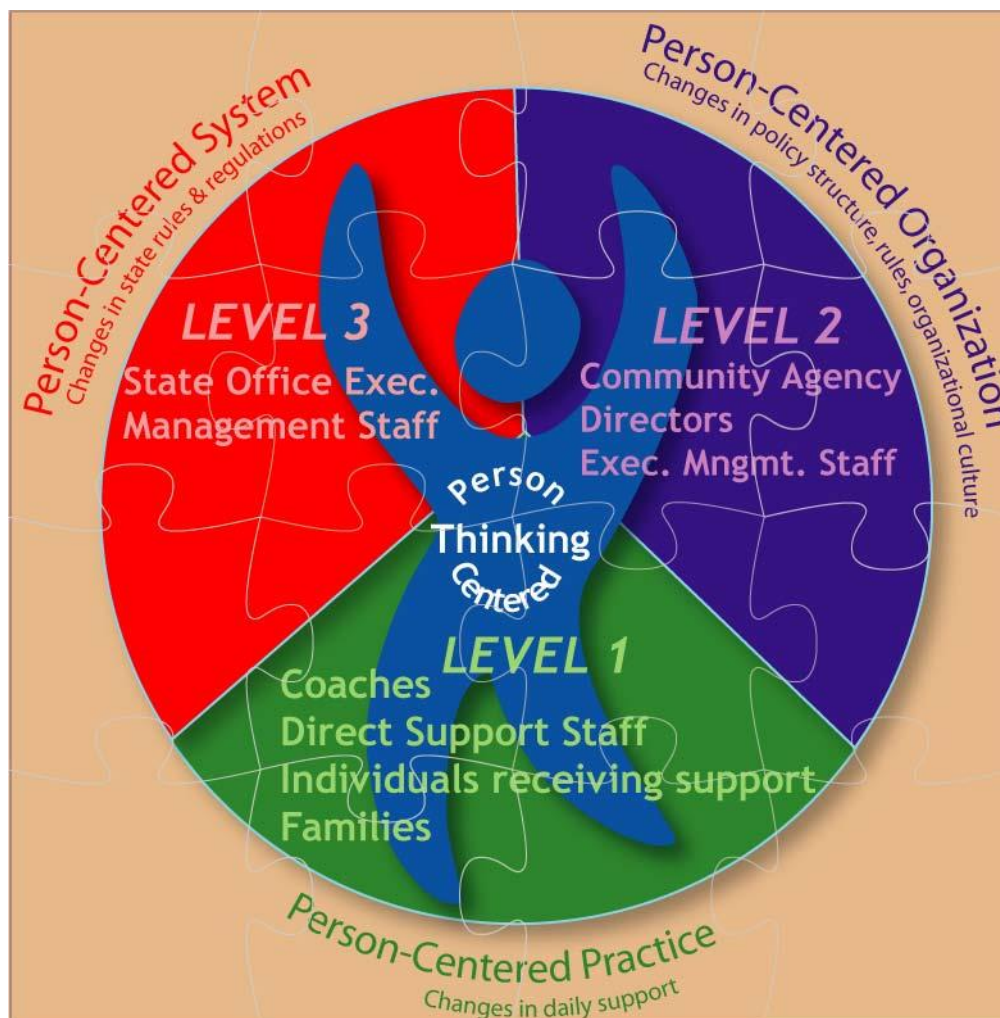 Person-Centered System
Changes in state rules & regulations
Person-Centered Organization
Changes in policy structure, rules, organizational culture
LEVEL 3
State Office Exec.
Management Staff
LEVEL 2
Community Agency
Directors
Exec. Mngmt. Staff
Person
Thinking
Centered
LEVEL 1
Coaches
Direct Support Staff
Individuals receiving support
Families
Person-Centered Practice
Changes in daily support